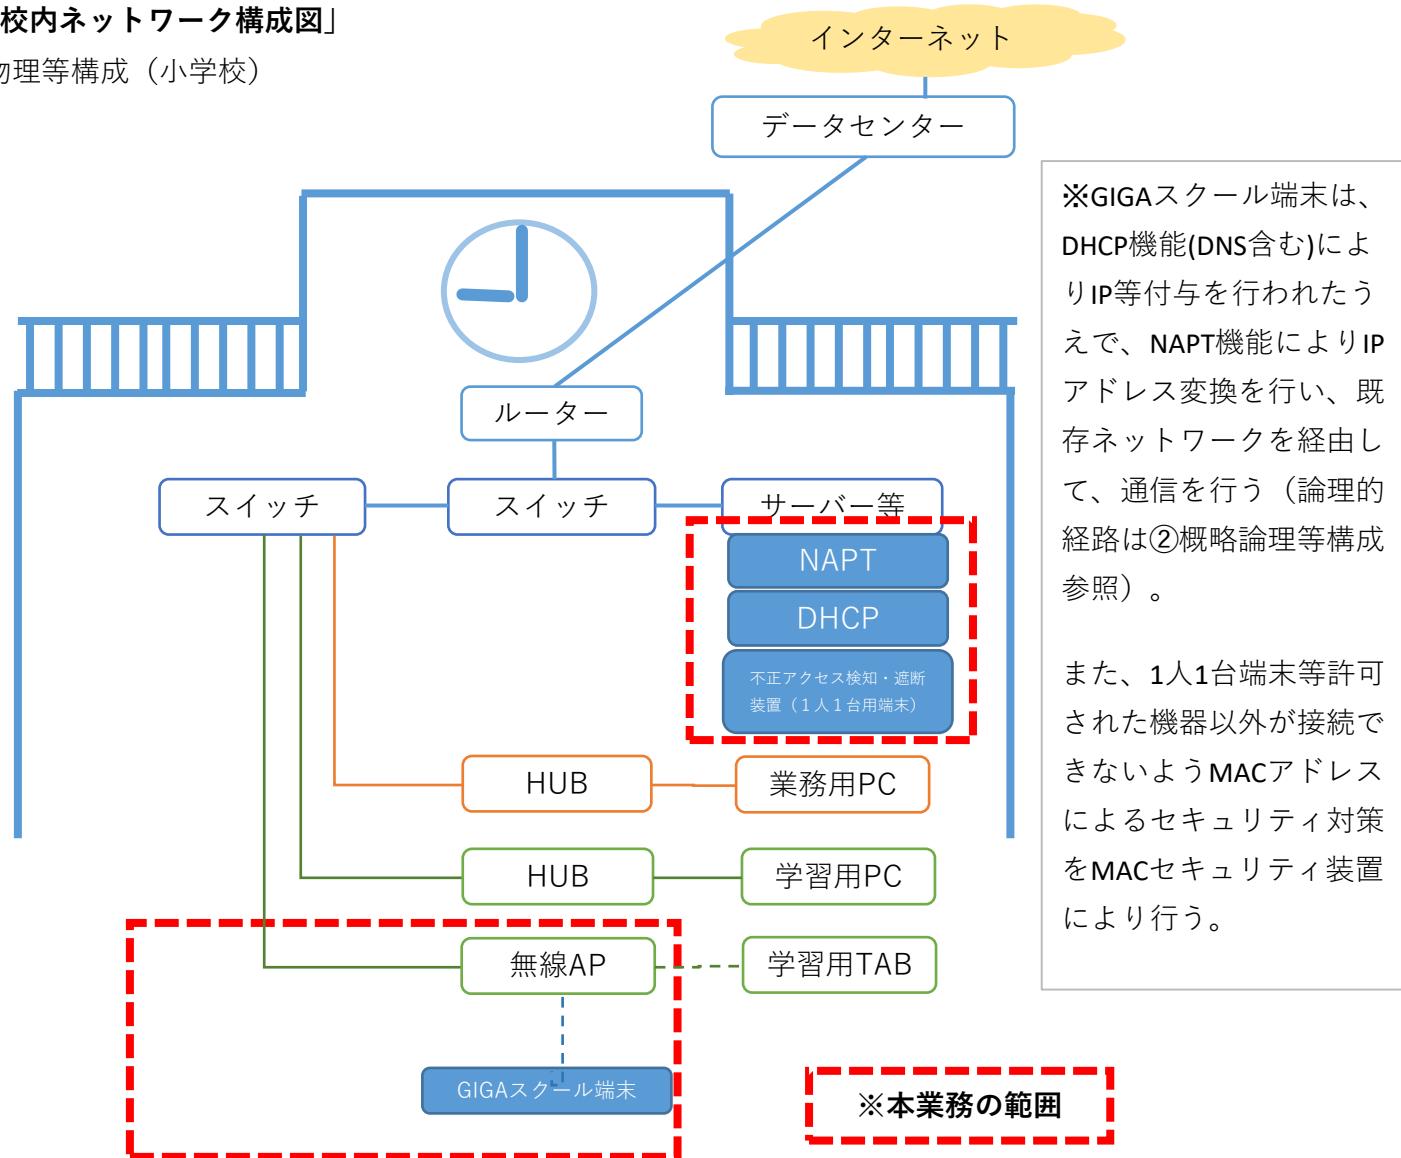 校内ネットワーク構成図」
物理等構成（小学校）
インターネット
データセンター
ルーター
スイッチ
スイッチ
サーバー等
NAPT
DHCP
不正アクセス検知・遮断
装置（１人１台用端末）
HUB
業務用PC
HUB
学習用PC
無線AP
学習用TAB
GIGAスクール端末
※本業務の範囲
※GIGAスクール端末は、
DHCP機能(DNS含む)によ
りIP等付与を行われたう
えで、NAPT機能によりIP
アドレス変換を行い、既
存ネットワークを経由し
て、通信を行う（論理的
経路は②概略論理等構成
参照）。
また、1人1台端末等許可
された機器以外が接続で
きないようMACアドレス
によるセキュリティ対策
をMACセキュリティ装置
により行う。